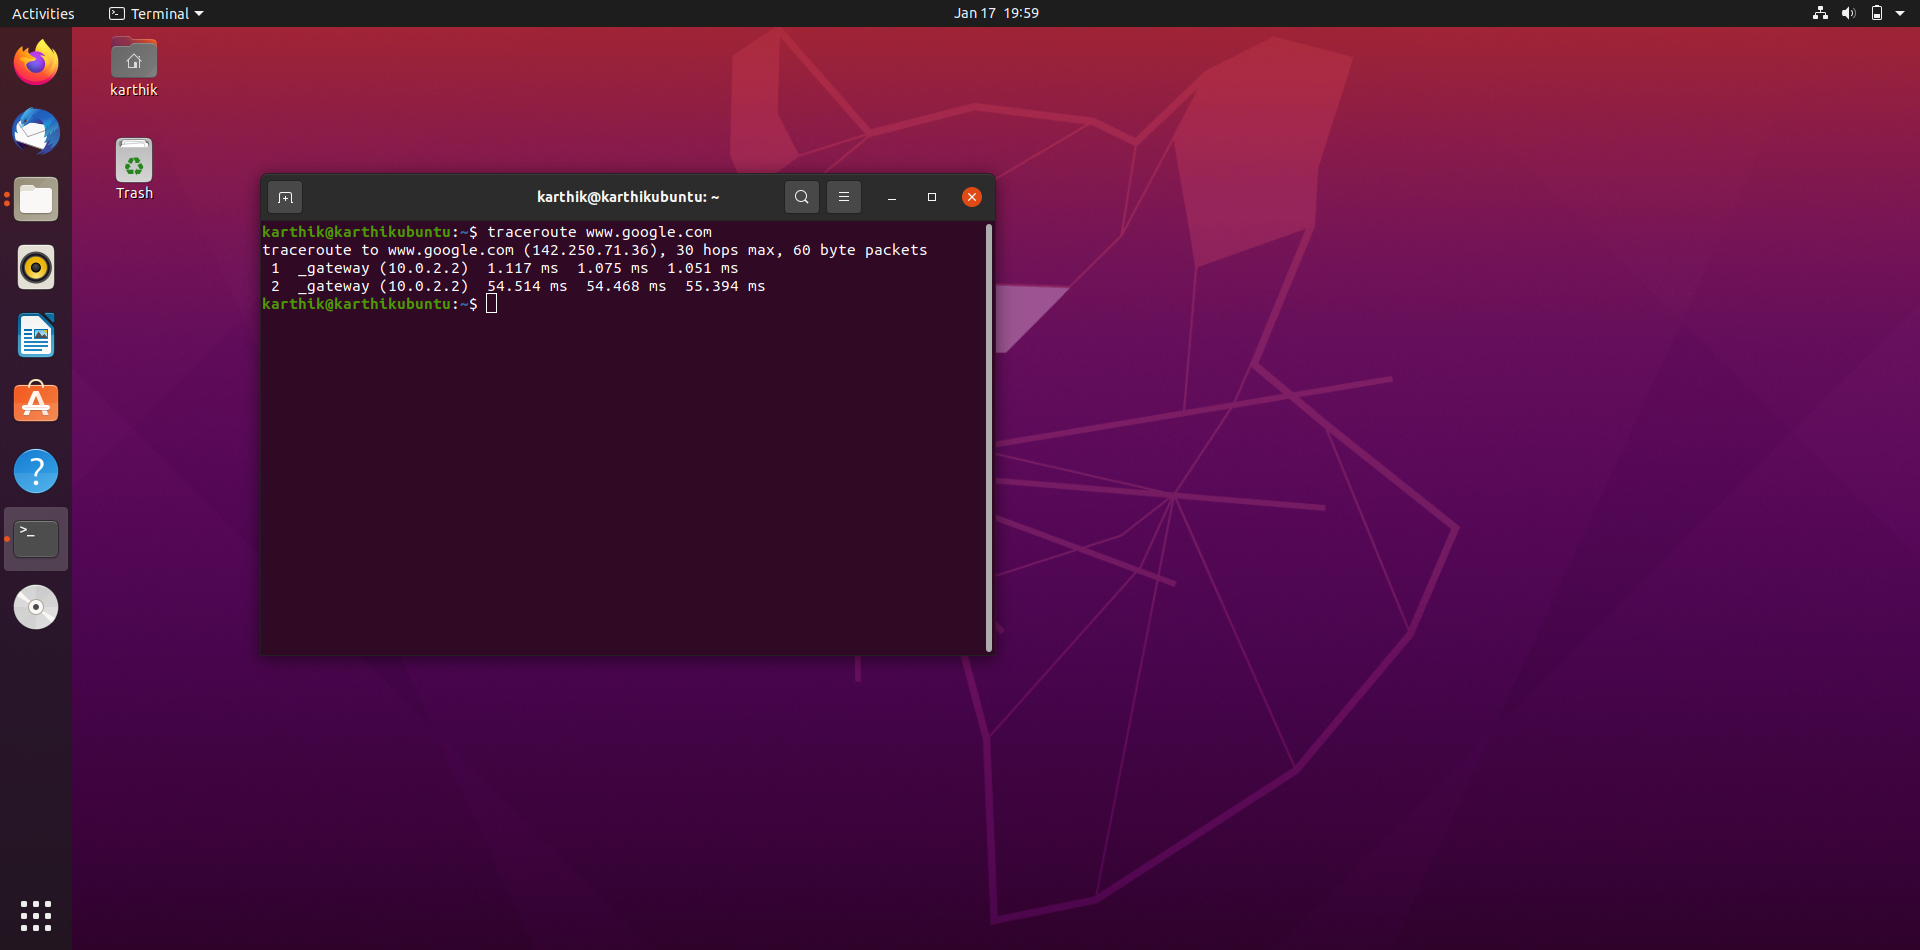 Activities
Terminal
Jan 17 19:59
karthik
Trash
karthik@karthikubuntu: ~
karthik@karthikubuntu:~$ traceroute www.google.com
traceroute to www.google.com (142.250.71.36), 30 hops max, 60 byte packets
1 _gateway (10.0.2.2) 1.117 ms 1.075 ms 1.051 ms
2 _gateway (10.0.2.2) 54.514 ms 54.468 ms 55.394 ms
karthik@karthikubuntu:~$